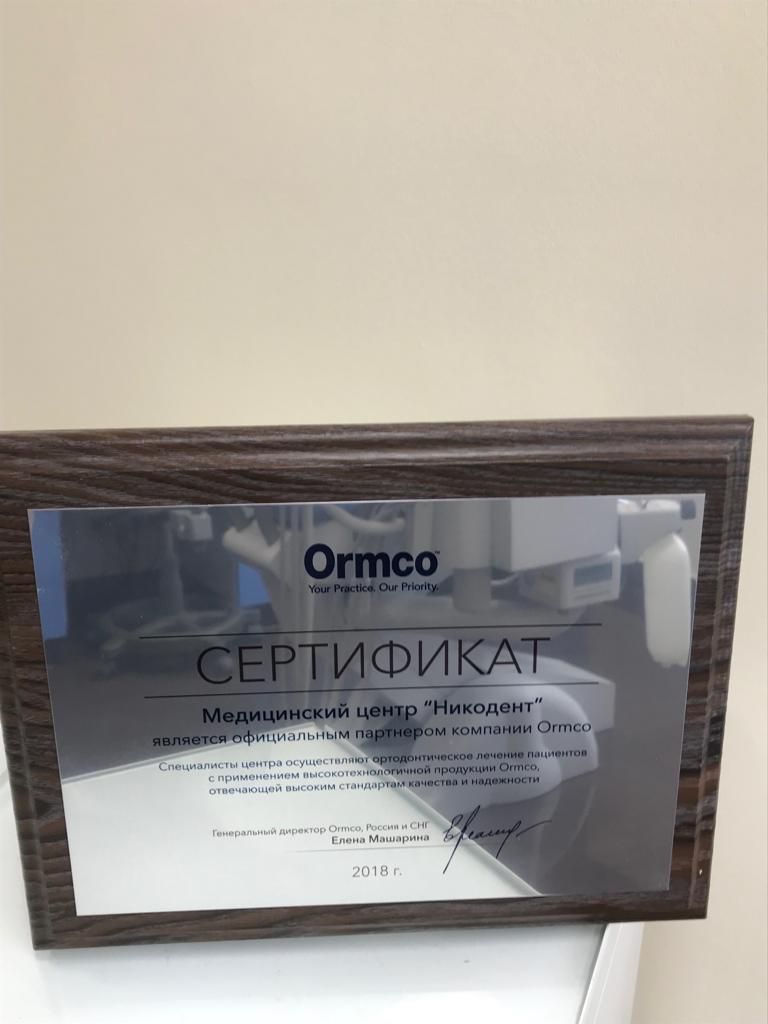 Ormco™
Your Practice. Our Priority.
СЕРТИФИКАТ
Медицинский центр “Никодент”
является официальным партнером компании Ormco
Специалисты центра осуществляют ортодонтическое лечение пациентов
с применением высокотехнологичной продукции Ormco,
отвечающей высоким стандартам качества и надежности
Генеральный директор Ormco, Россия и СНГ
Елена Машарина
2018 г.